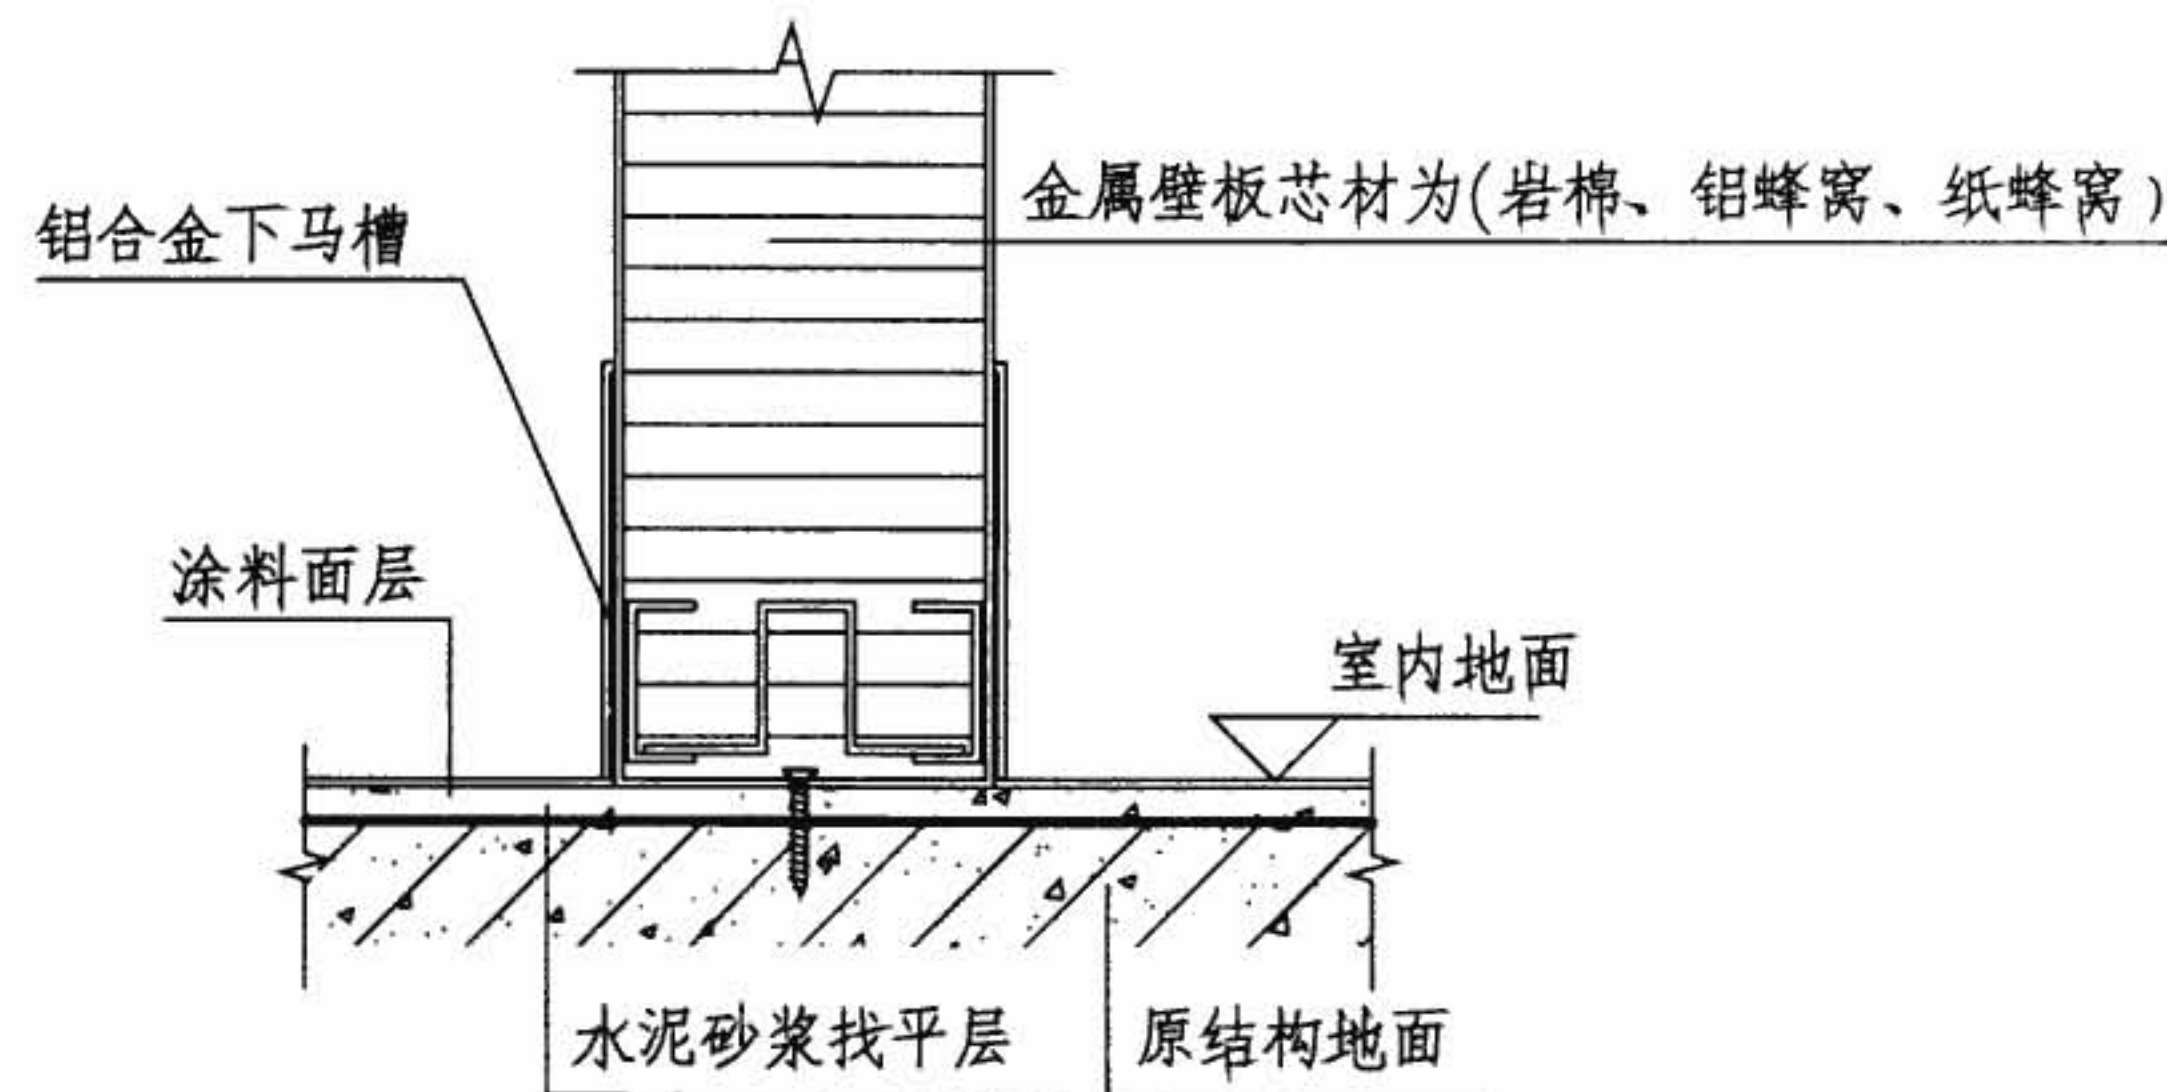 金属壁板芯材为(岩棉、铝蜂窝、纸蜂窝)
铝合金下马槽
涂料面层
室内地面
水泥砂浆找平层
原结构地面